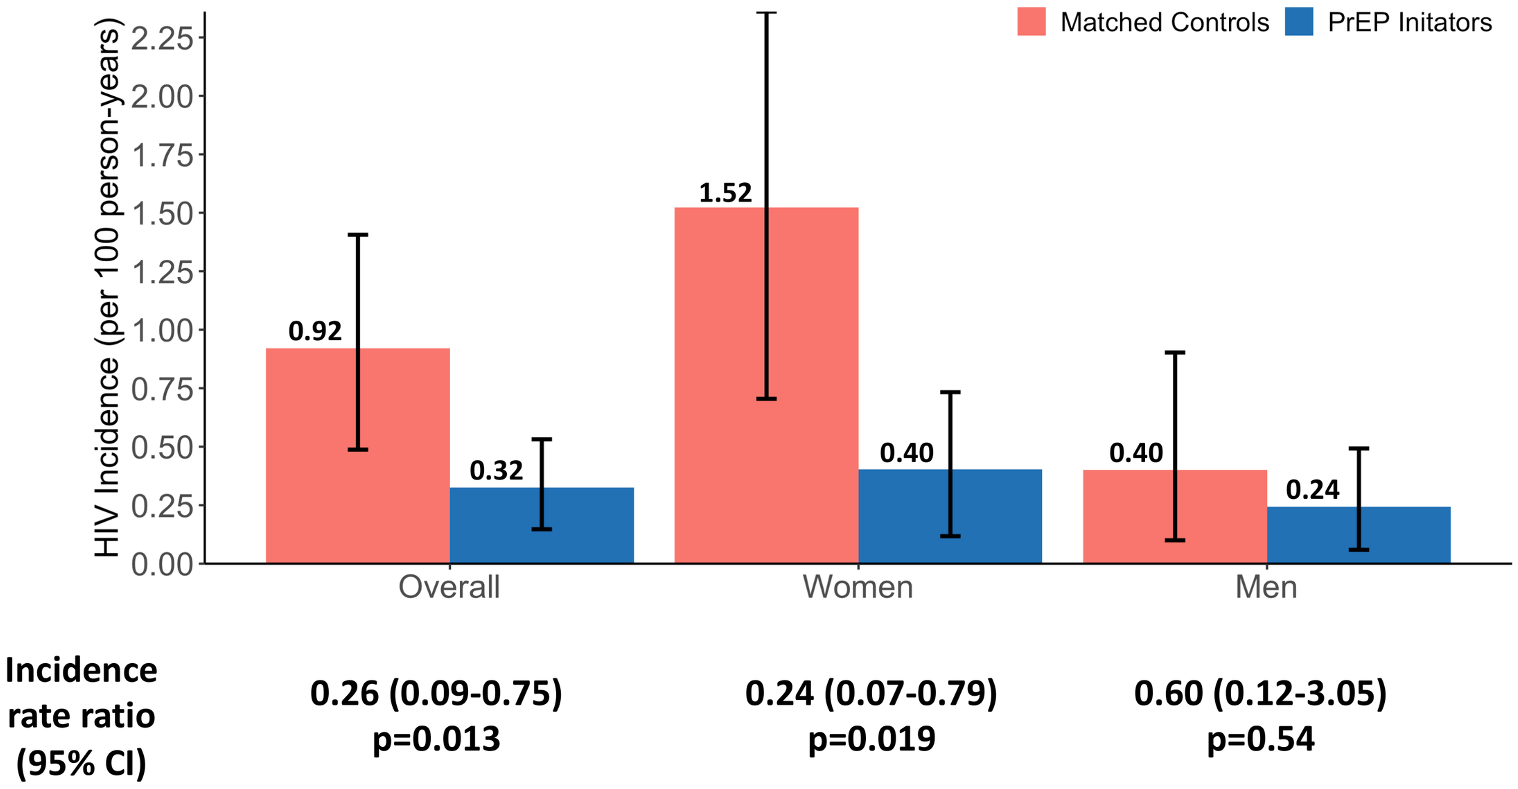 Matched Controls
PrEP Initators
HIV Incidence (per 100 person-years)
2.25
2.00
1.75
1.50
1.25
1.00
0.75
0.50
0.25
0.00
0.92
0.32
1.52
0.40
0.40
0.24
Overall
Women
Men
Incidence
rate ratio
(95% CI)
0.26 (0.09-0.75)
p=0.013
0.24 (0.07-0.79)
p=0.019
0.60 (0.12-3.05)
p=0.54